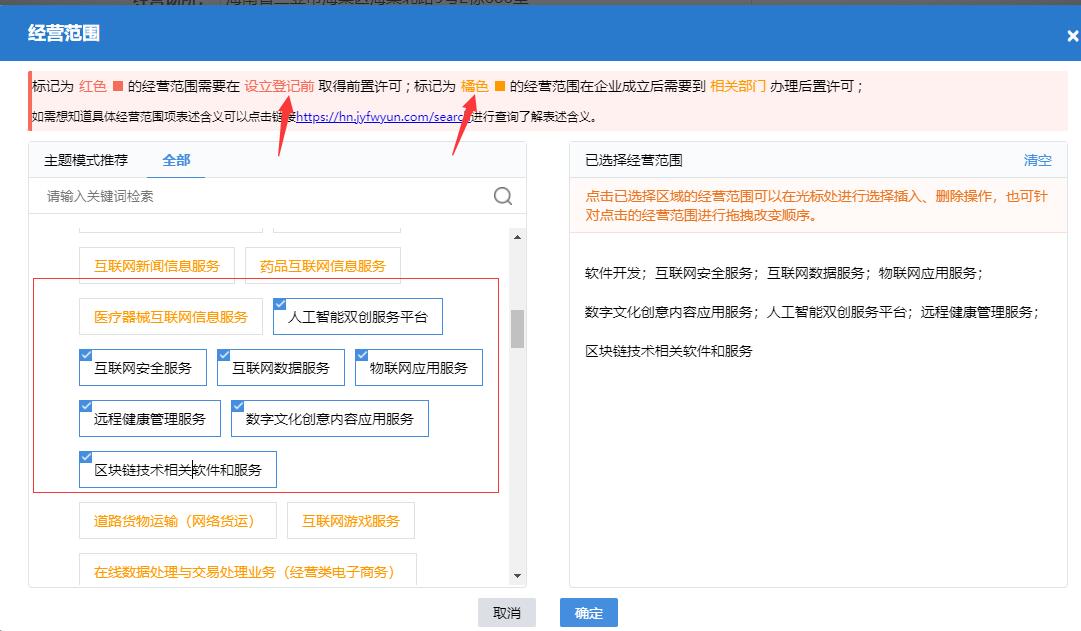 经营范围
标记为 红色 的经营范围需要在 设立登记前 取得前置许可；标记为 橘色 的经营范围在企业成立后需要到 相关部门 办理后置许可；
如需想知道具体经营范围项表述含义可以点击链接https://hn.jyfwyun.com/searc进行查询了解表述含义。
主题模式推荐 全部
请输入关键词检索
互联网新闻信息服务 药品互联网信息服务
医疗器械互联网信息服务 人工智能双创服务平台
互联网安全服务 互联网数据服务 物联网应用服务
远程健康管理服务 数字文化创意内容应用服务
区块链技术相关软件和服务
道路货物运输（网络货运） 互联网游戏服务
在线数据处理与交易处理业务（经营类电子商务）
已选择经营范围 清空
点击已选择区域的经营范围可以在光标处进行选择插入、删除操作，也可针
对点击的经营范围进行拖拽改变顺序。
软件开发；互联网安全服务；互联网数据服务；物联网应用服务；
数字文化创意内容应用服务；人工智能双创服务平台；远程健康管理服务；
区块链技术相关软件和服务
取消 确定